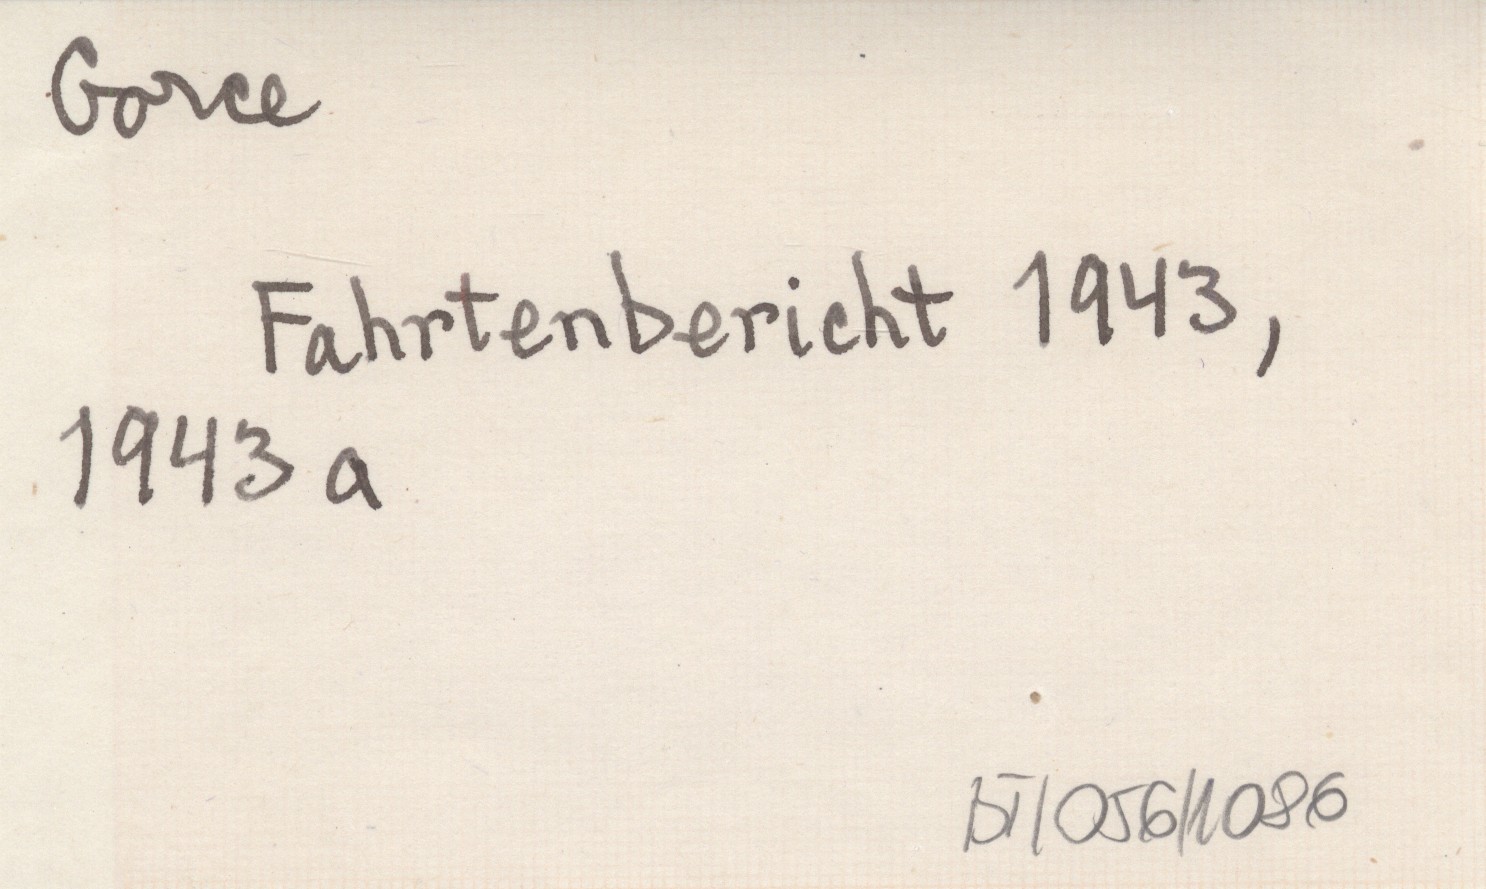 Gorce
Fahrtenbericht 1943,
1943 a
BT/056/1086